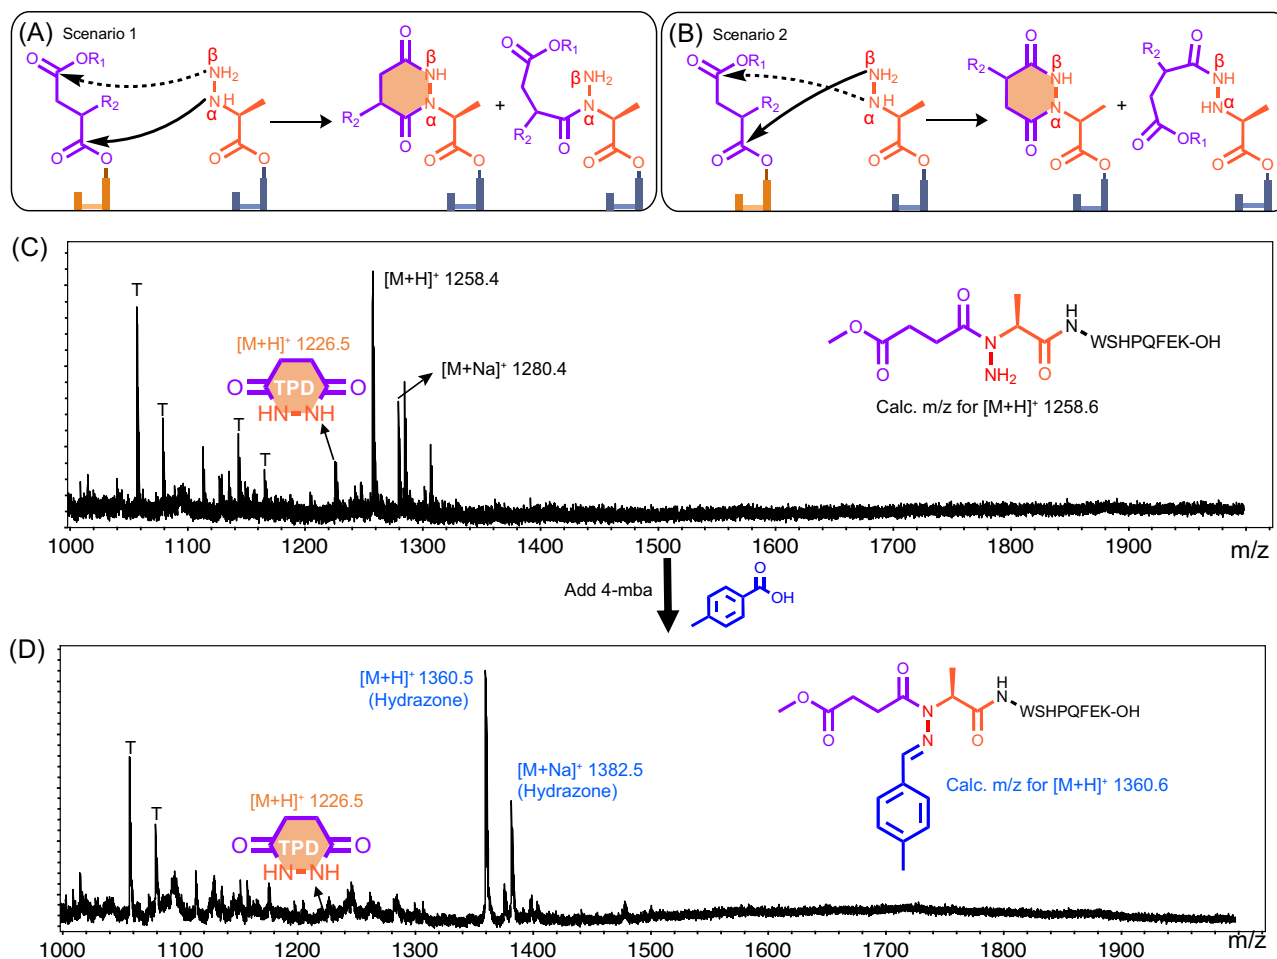 (A) Scenario 1
O
OR1
O
R2
O
O
β
NH2
NH
α
O
O
O
β
NH
N
α
R2
O
O
O
+
O
OR1
β
NH2
N
α
R2
O
O
O
(B) Scenario 2
O
OR1
O
R2
O
O
β
NH2
NH
α
O
O
O
R2
β
NH
N
α
O
O
O
+
R2
O
β
NH
HN
α
O
OR1
O
O
(C)
T
T
T
T
[M+H]+ 1226.5
O TPD O
HN NH
[M+H]+ 1258.4
[M+Na]+ 1280.4
O
O
O
N
NH2
O
H
N
WSHPQFEK-OH
Calc. m/z for [M+H]+ 1258.6
1000 1100 1200 1300 1400 1500 1600 1700 1800 1900 m/z
Add 4-mba
O
OH
(D)
T
T
[M+H]+ 1226.5
O TPD O
HN NH
[M+H]+ 1360.5
(Hydrazone)
[M+Na]+ 1382.5
(Hydrazone)
O
O
O
N
N
O
H
N
WSHPQFEK-OH
Calc. m/z for [M+H]+ 1360.6
1000 1100 1200 1300 1400 1500 1600 1700 1800 1900 m/z